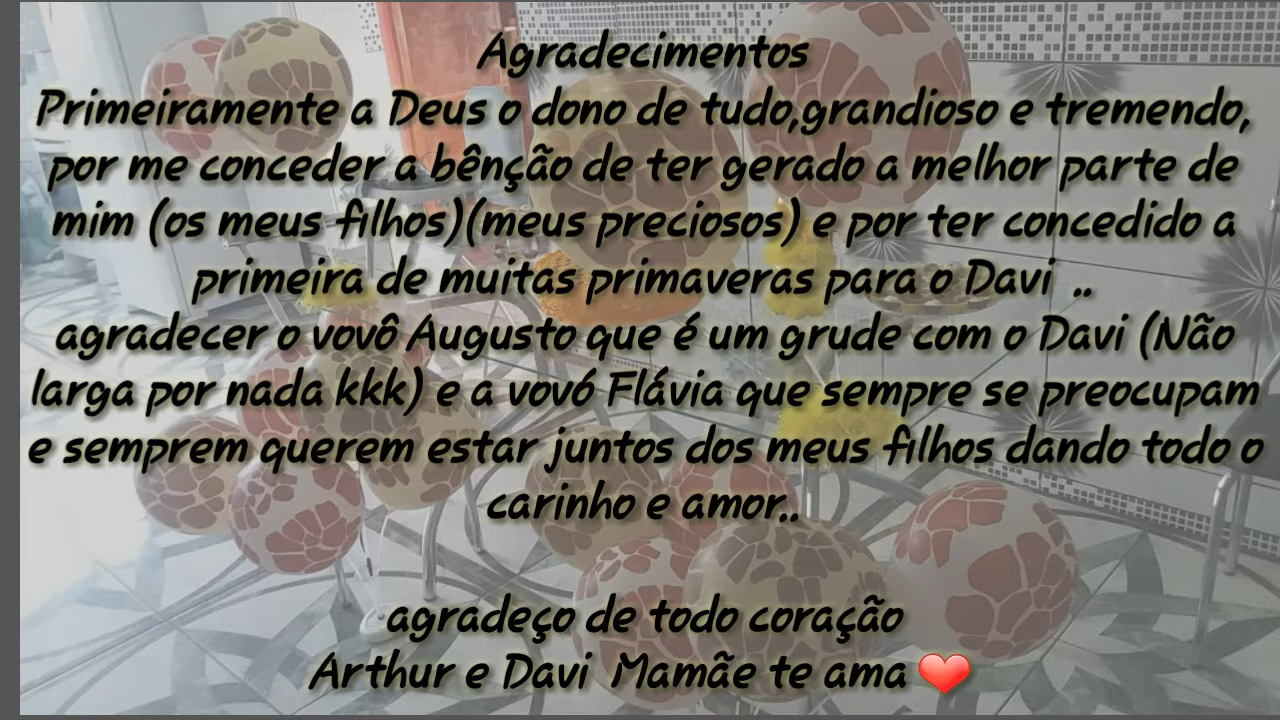 Agradecimentos
Primeiramente a Deus o dono de tudo,grandioso e tremendo,
por me conceder a bênção de ter gerado a melhor parte de
mim (os meus filhos)(meus preciosos) e por ter concedido a
primeira de muitas primaveras para o Davi ..
agradecer o vovô Augusto que é um grude com o Davi (Não
larga por nada kkk) e a vovó Flávia que sempre se preocupam
e semprem querem estar juntos dos meus filhos dando todo o
carinho e amor..
agradeço de todo coração
Arthur e Davi Mamãe te ama ❤️